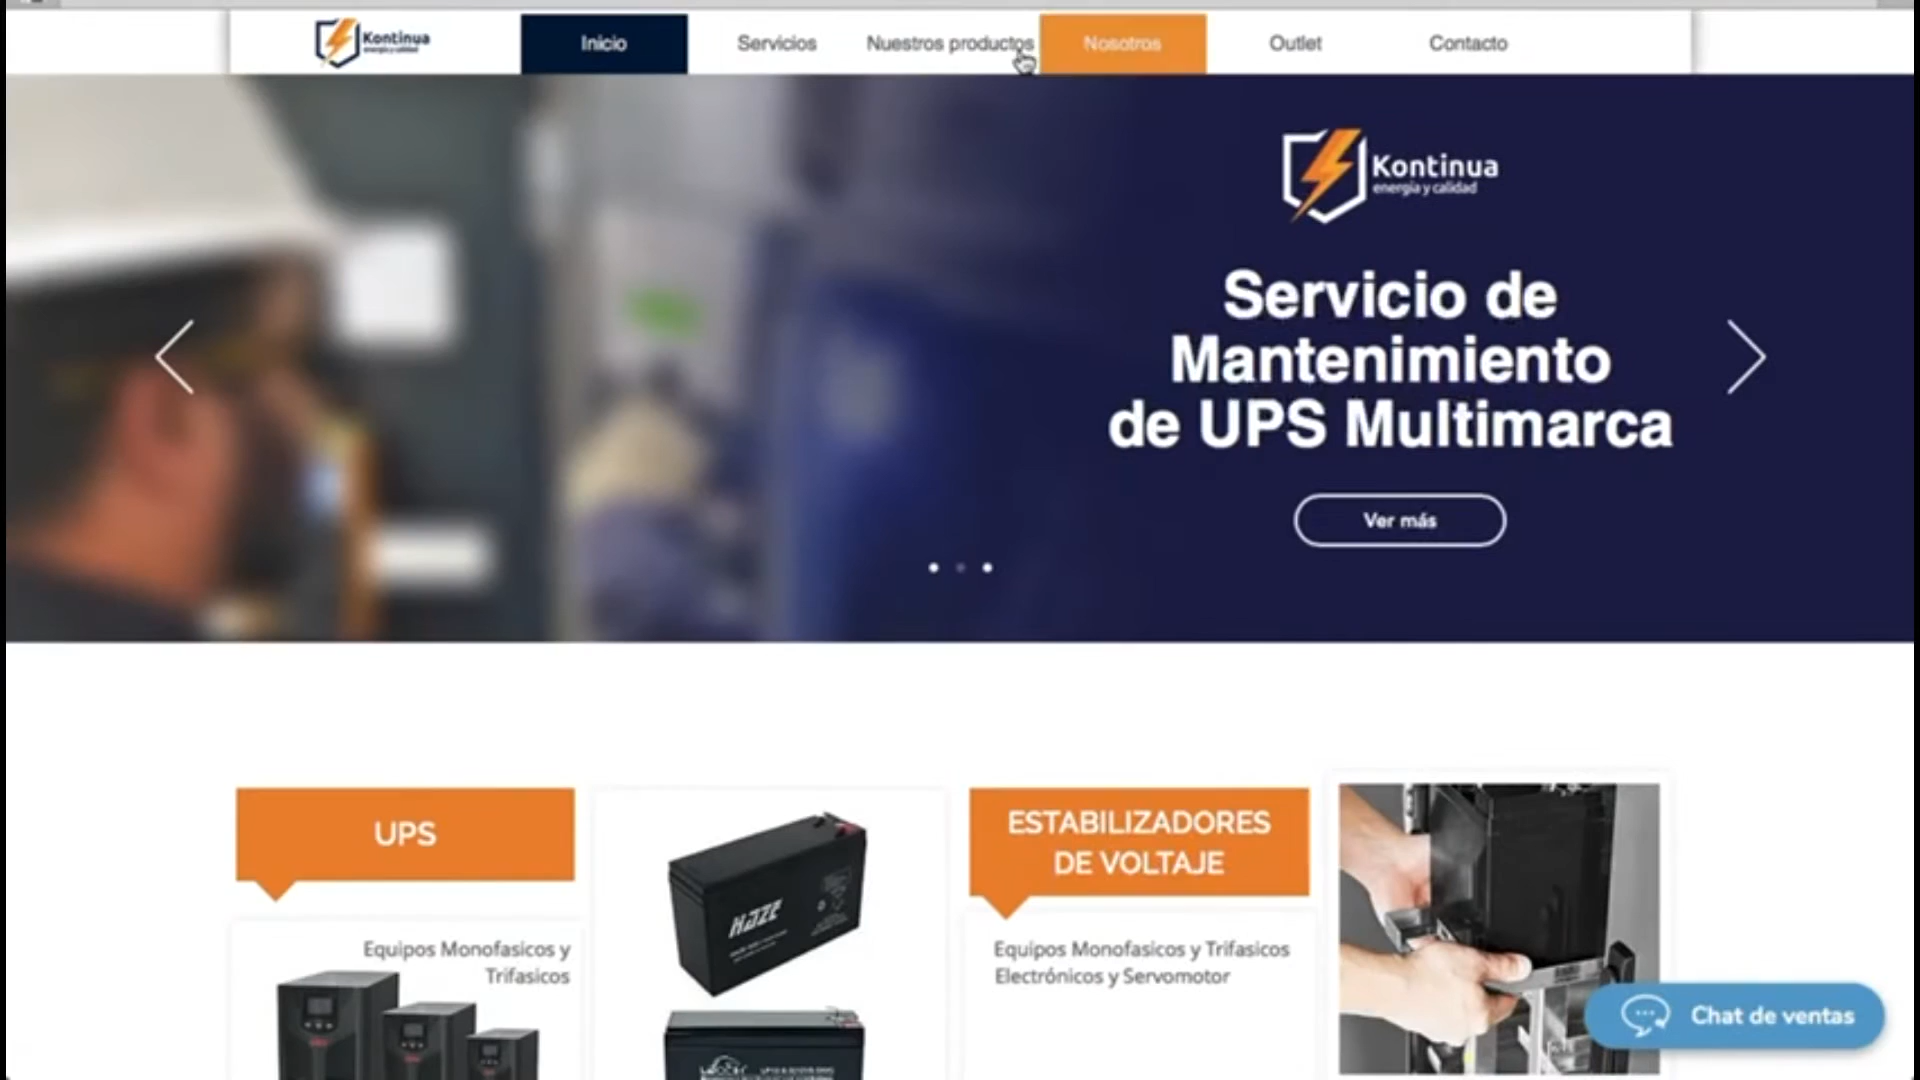 Kontinua
energía y calidad
Inicio
Servicios
Nuestros productos
Nosotros
Outlet
Contacto
Kontinua
energía y calidad
Servicio de
Mantenimiento
de UPS Multimarca
Ver más
UPS
Equipos Monofasicos y
Trifasicos
HAZE
ESTABILIZADORES
DE VOLTAJE
Equipos Monofasicos y Trifasicos
Electrónicos y Servomotor
Chat de ventas